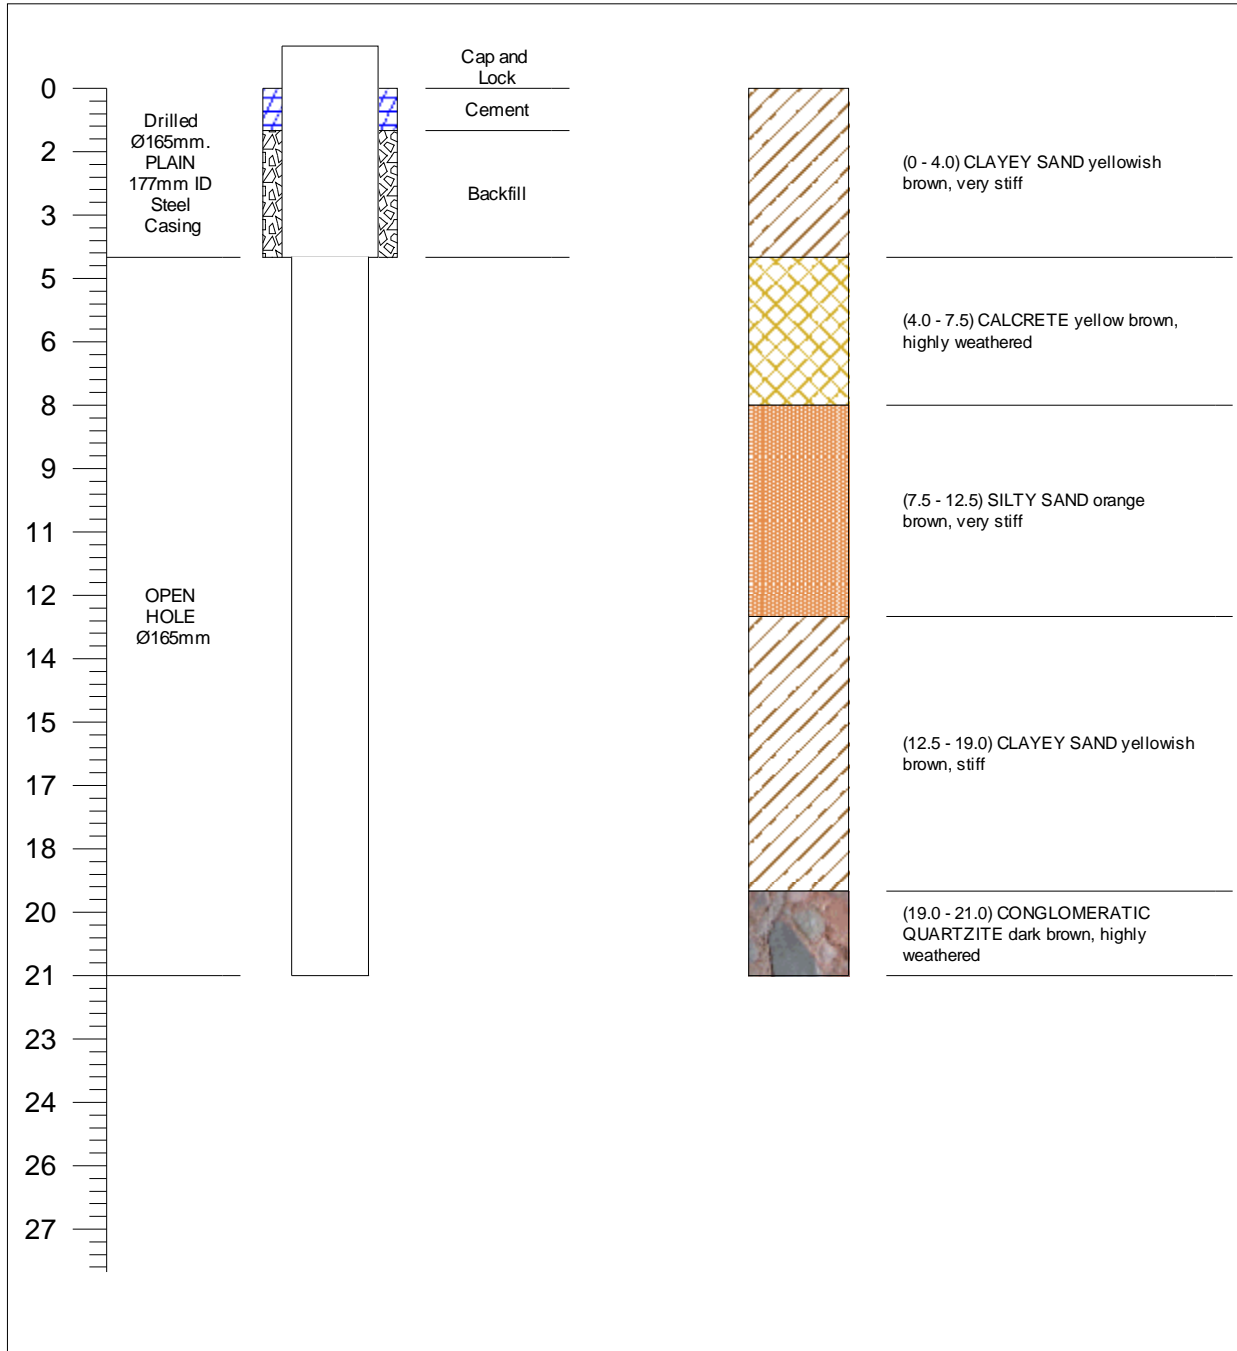 Cap and
Lock
Cement
Backfill
Drilled
Ø165mm.
PLAIN
177mm ID
Steel
Casing
OPEN
HOLE
Ø165mm
0
2
3
5
6
8
9
11
12
14
15
17
18
20
21
23
24
26
27
(0 - 4.0) CLAYEY SAND yellowish
brown, very stiff
(4.0 - 7.5) CALCRETE yellow brown,
highly weathered
(7.5 - 12.5) SILTY SAND orange
brown, very stiff
(12.5 - 19.0) CLAYEY SAND yellowish
brown, stiff
(19.0 - 21.0) CONGLOMERATIC
QUARTZITE dark brown, highly
weathered